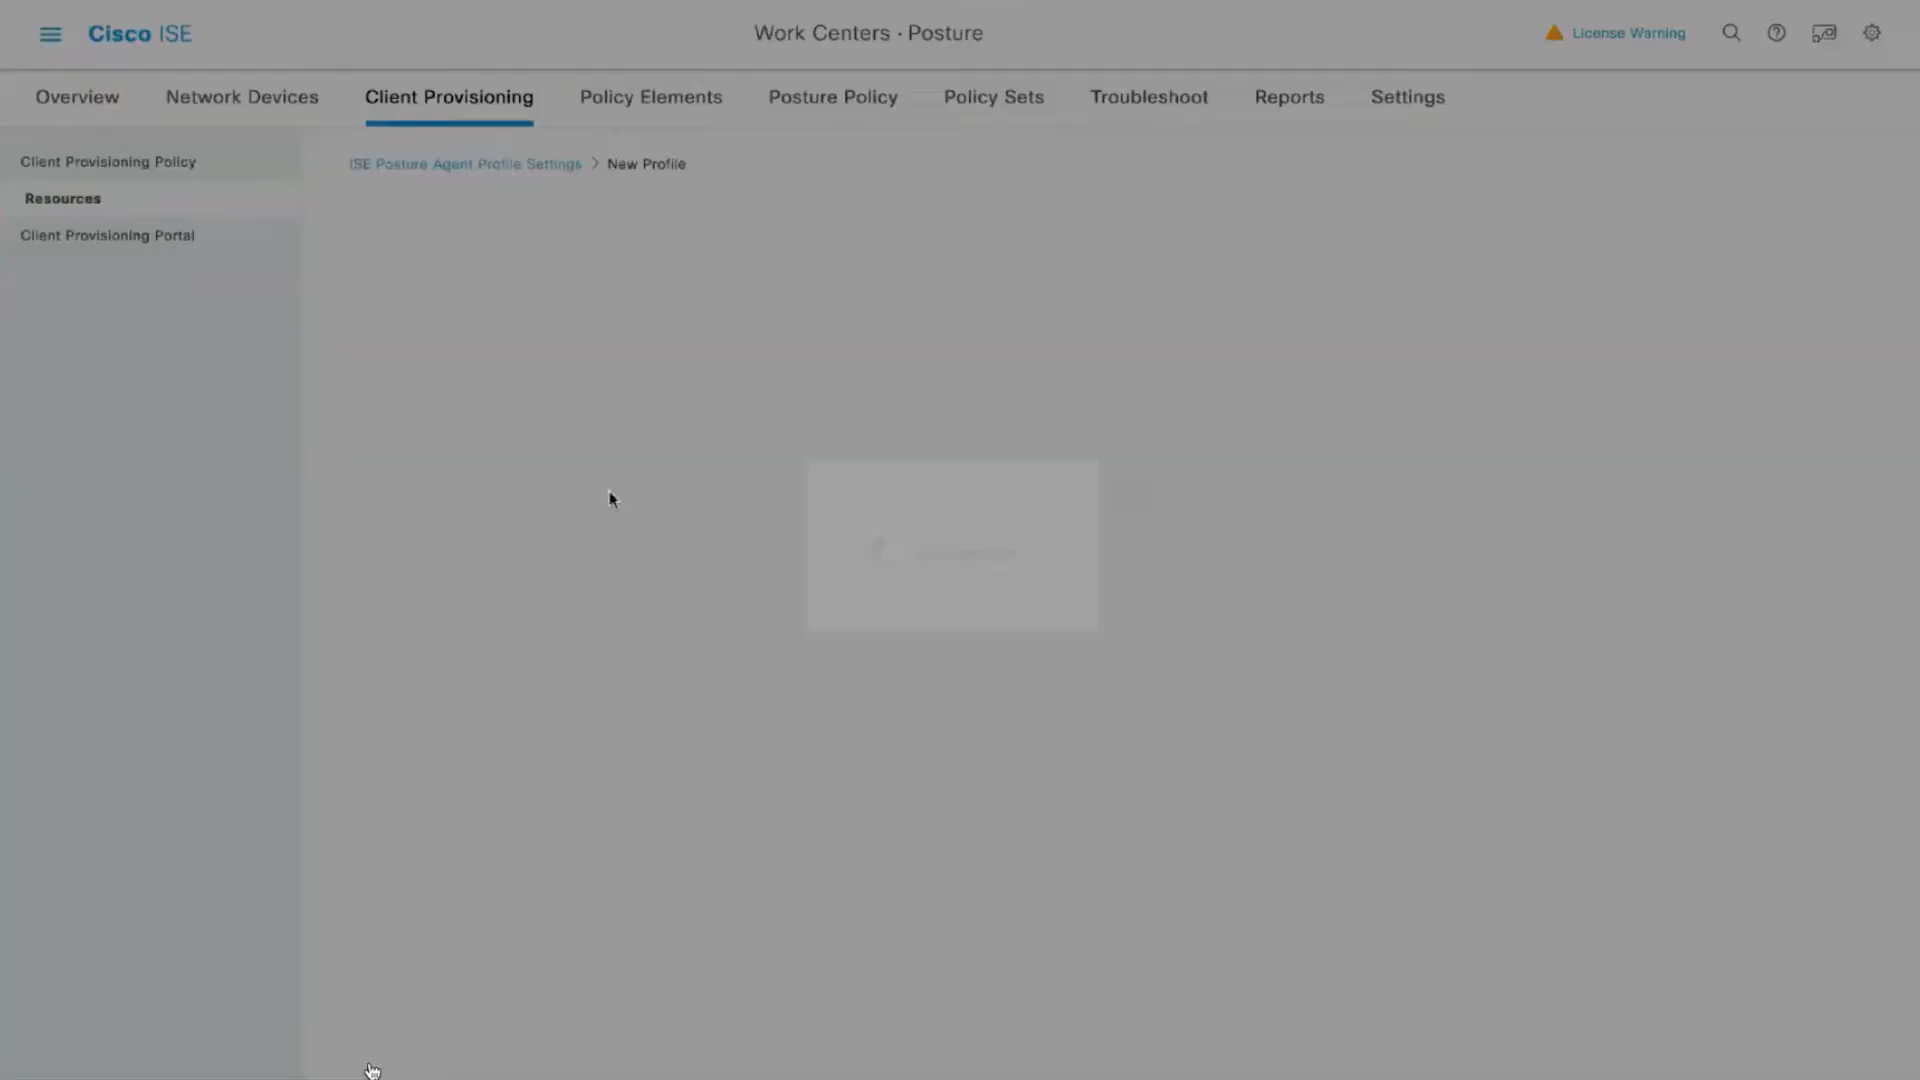 Cisco ISE
Work Centers · Posture
License Warning
Overview
Network Devices
Client Provisioning
Policy Elements
Posture Policy
Policy Sets
Troubleshoot
Reports
Settings
Client Provisioning Policy
Resources
Client Provisioning Portal
ISE Posture Agent Profile Settings > New Profile